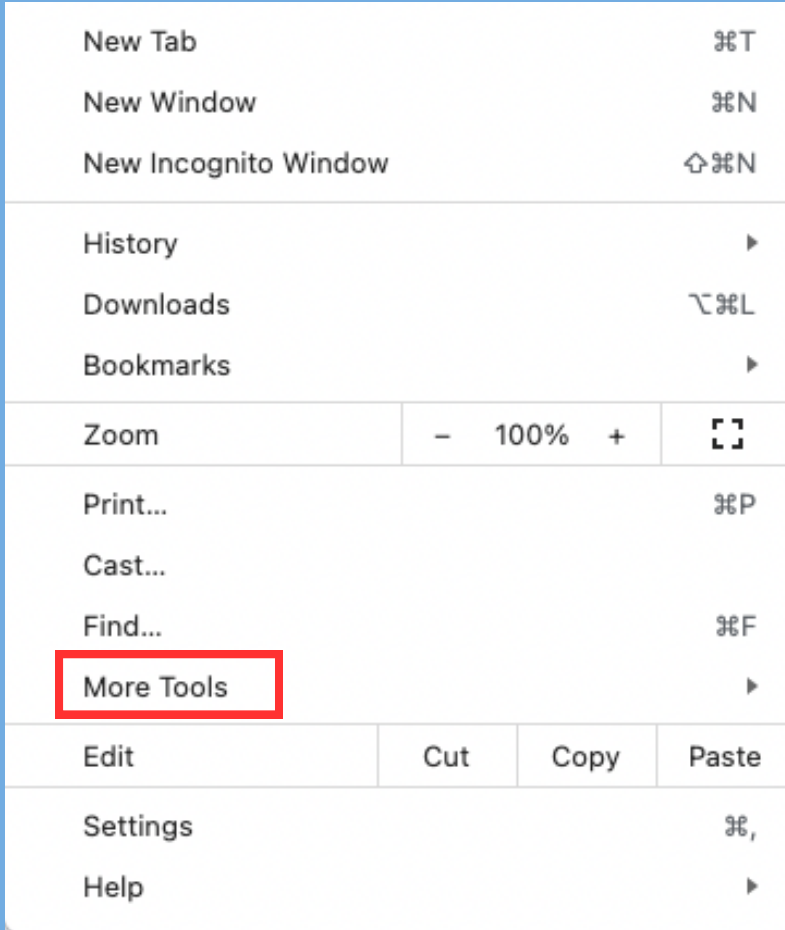 New Tab ⌘T
New Window ⌘N
New Incognito Window ⇧⌘N
History
Downloads ⌥⌘L
Bookmarks
Zoom – 100% +
Print... ⌘P
Cast...
Find... ⌘F
More Tools
Edit Cut Copy Paste
Settings ⌘,
Help